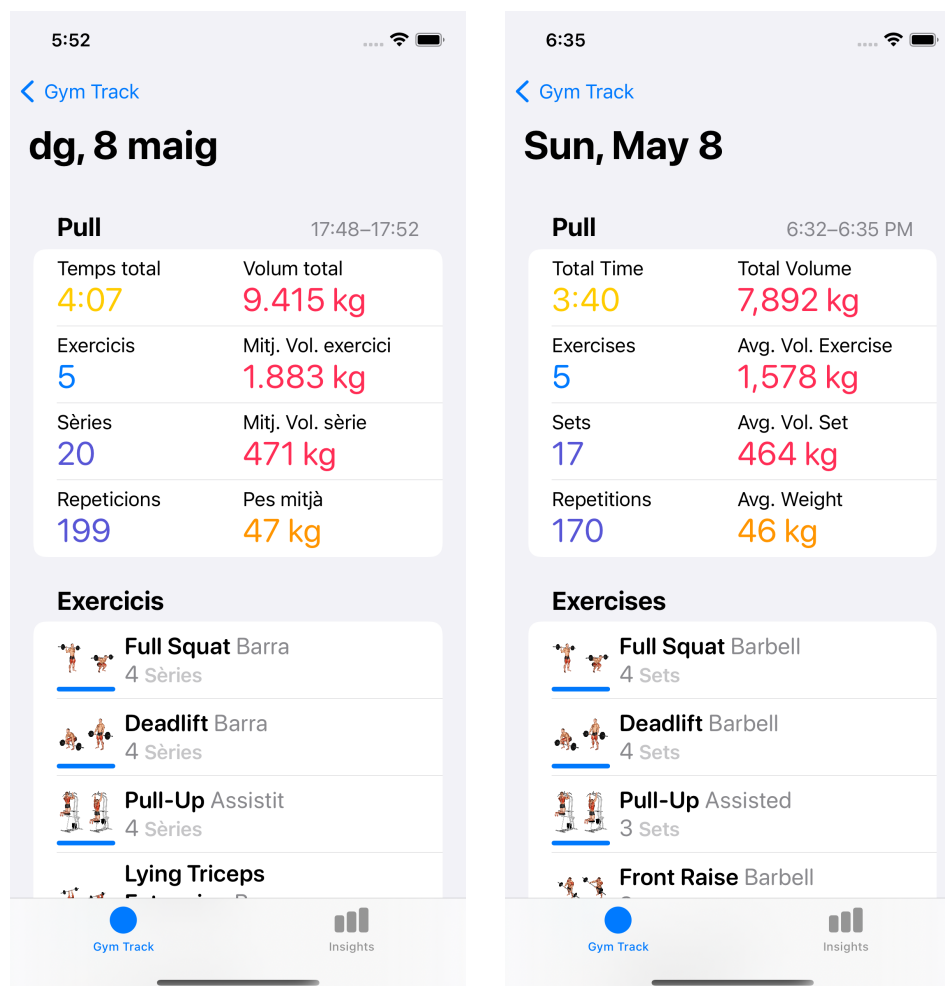 5:52
Gym Track
dg, 8 maig
Pull 17:48–17:52
Temps total Volum total
4:07 9.415 kg
Exercicis Mitj. Vol. exercici
5 1.883 kg
Sèries Mitj. Vol. sèrie
20 471 kg
Repeticions Pes mitjà
199 47 kg
Exercicis
Full Squat Barra
4 Sèries
Deadlift Barra
4 Sèries
Pull-Up Assistit
4 Sèries
Lying Triceps
Gym Track Insights
6:35
Gym Track
Sun, May 8
Pull 6:32–6:35 PM
Total Time Total Volume
3:40 7,892 kg
Exercises Avg. Vol. Exercise
5 1,578 kg
Sets Avg. Vol. Set
17 464 kg
Repetitions Avg. Weight
170 46 kg
Exercises
Full Squat Barbell
4 Sets
Deadlift Barbell
4 Sets
Pull-Up Assisted
3 Sets
Front Raise Barbell
Gym Track Insights